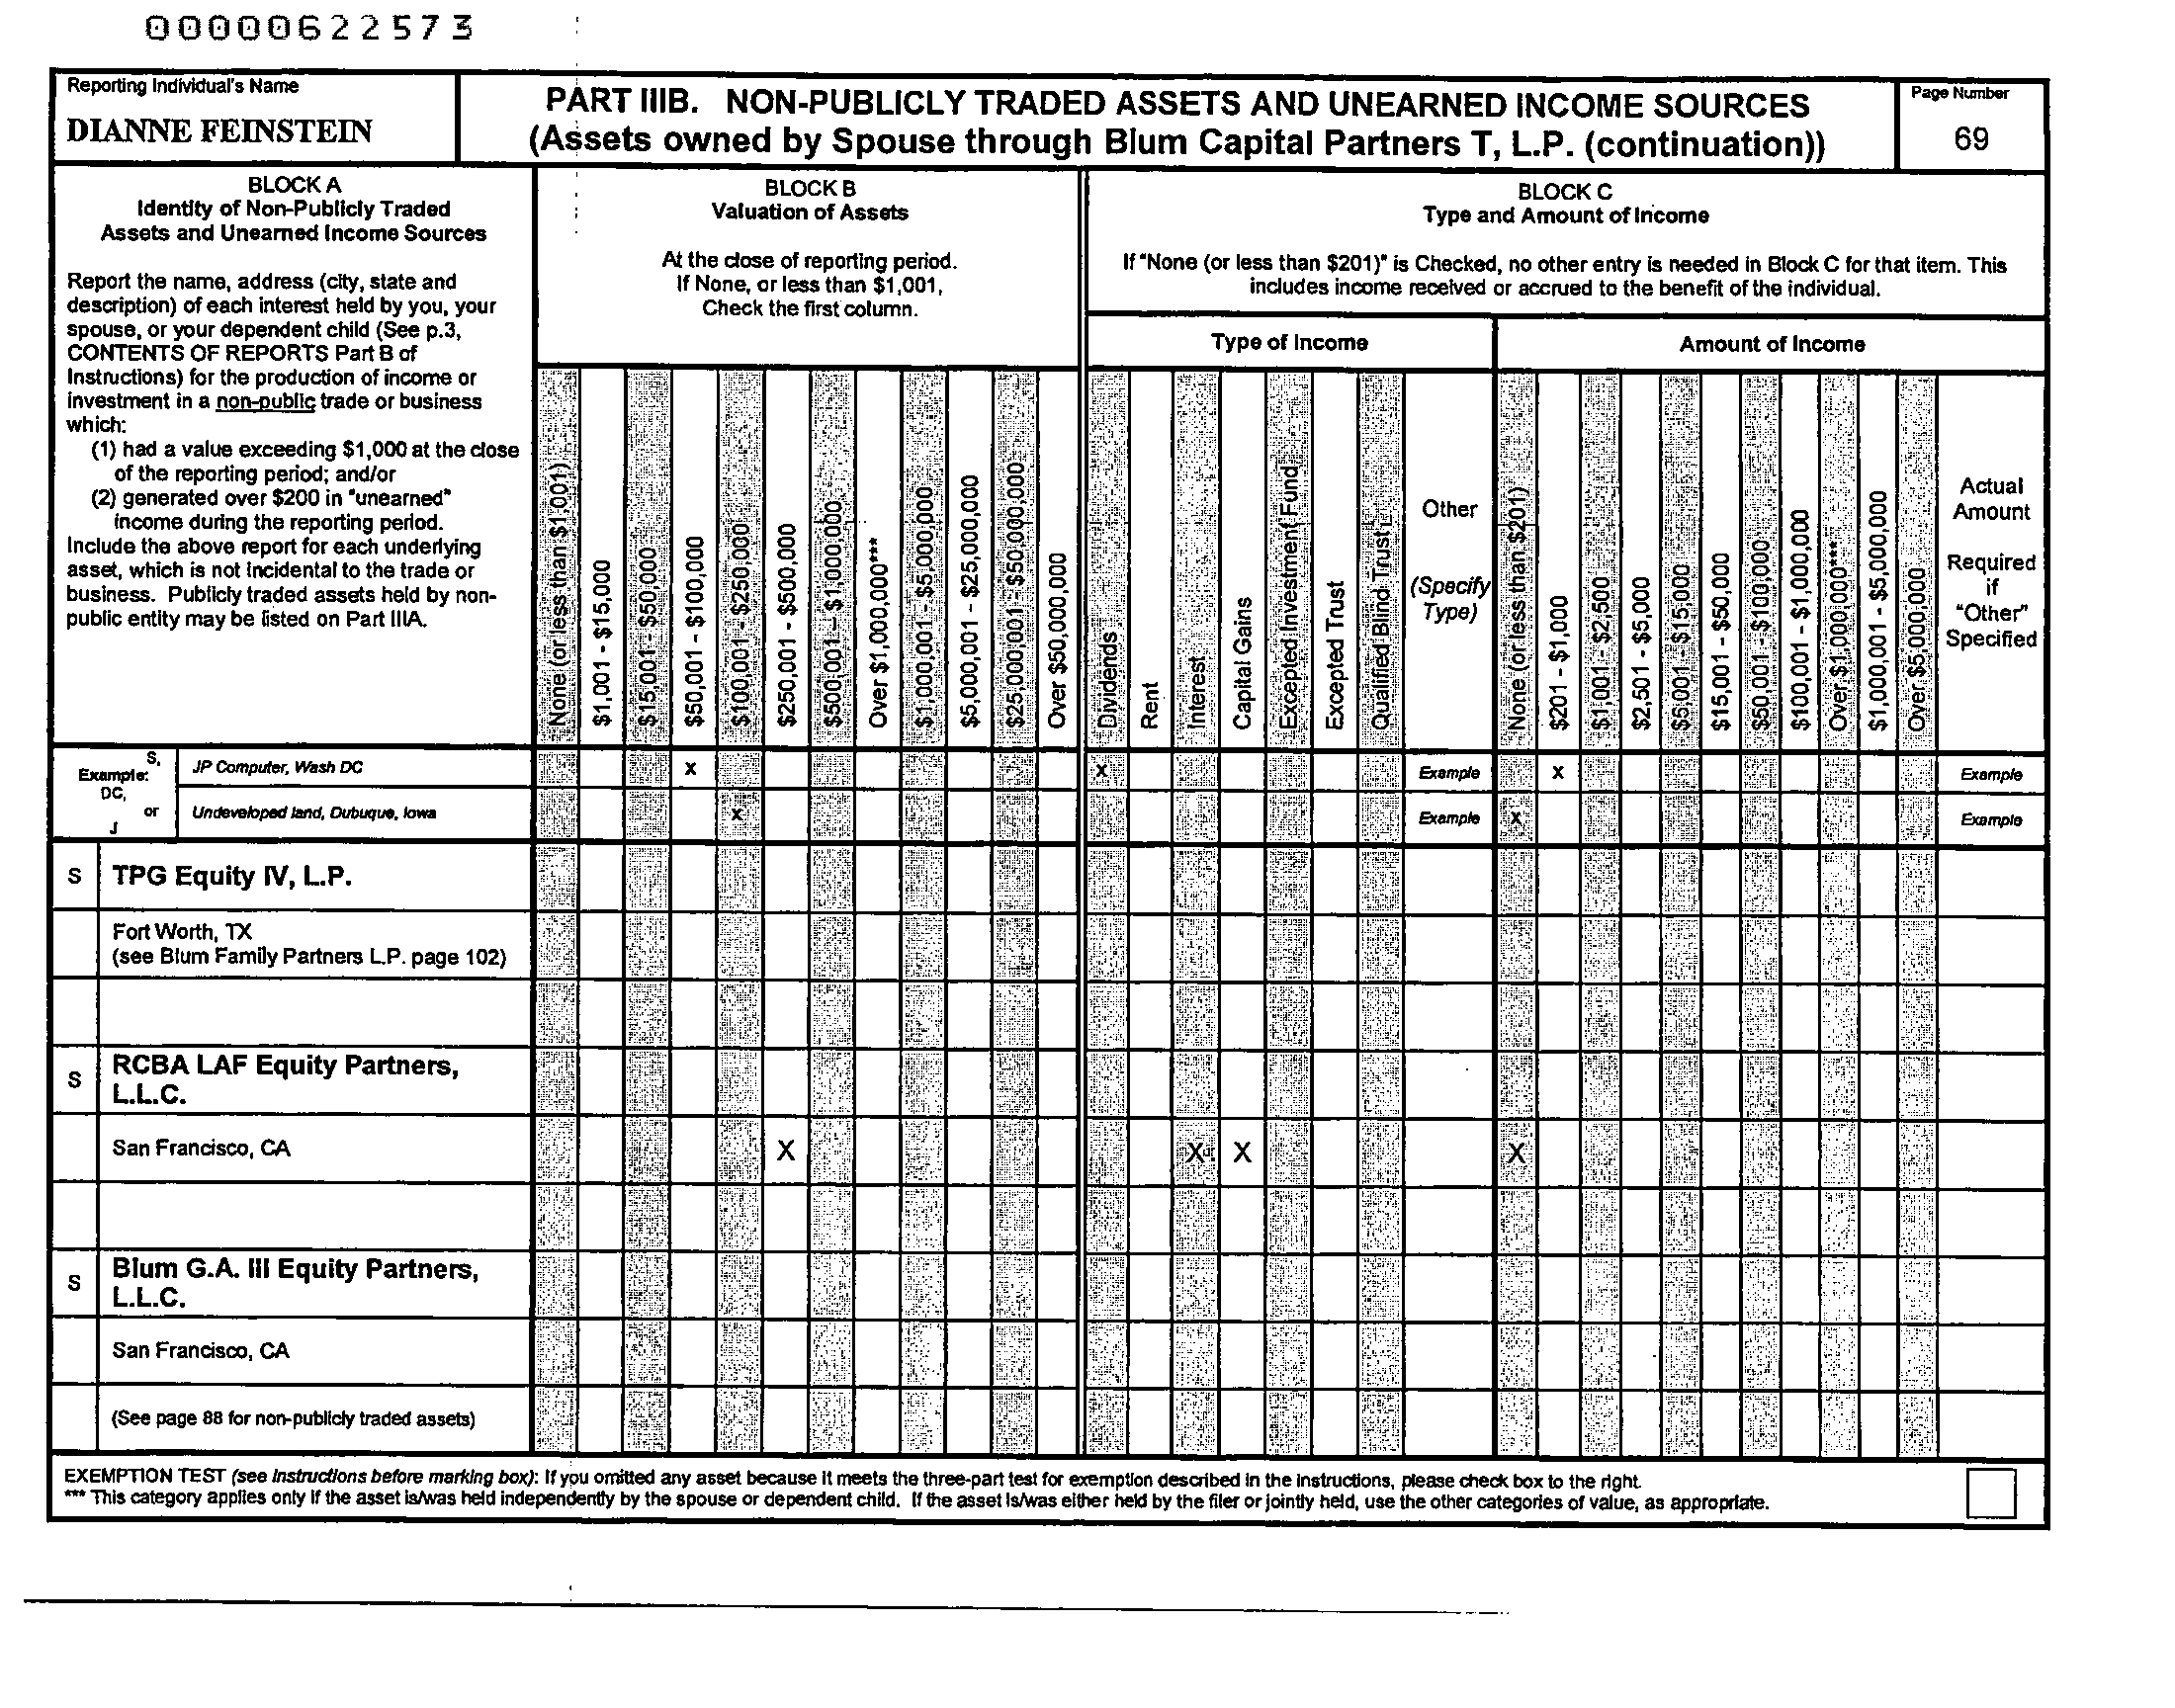 00000622573
Reporting Individual's Name
DIANNE FEINSTEIN
PART IIIB. NON-PUBLICLY TRADED ASSETS AND UNEARNED INCOME SOURCES
(Assets owned by Spouse through Blum Capital Partners T, L.P. (continuation))
Page Number
69
BLOCK A
Identity of Non-Publicly Traded
Assets and Unearned Income Sources
Report the name, address (city, state and
description) of each interest held by you, your
spouse, or your dependent child (See p.3,
CONTENTS OF REPORTS Part B of
Instructions) for the production of income or
investment in a non-public trade or business
which:
(1) had a value exceeding $1,000 at the close
of the reporting period; and/or
(2) generated over $200 in "unearned"
income during the reporting period.
Include the above report for each underlying
asset, which is not incidental to the trade or
business. Publicly traded assets held by non-
public entity may be listed on Part IIIA.
BLOCK B
Valuation of Assets
At the close of reporting period.
If None, or less than $1,001,
Check the first column.
None (or less than $1,001)
$1,001 - $15,000
$15,001 - $50,000
$50,001 - $100,000
$100,001 - $250,000
$250,001 - $500,000
$500,001 - $1,000,000
Over $1,000,000***
$1,000,001 - $5,000,000
$5,000,001 - $25,000,000
$25,000,001 - $50,000,000
Over $50,000,000
BLOCK C
Type and Amount of Income
If "None (or less than $201)" is Checked, no other entry is needed in Block C for that item. This
includes income received or accrued to the benefit of the individual.
Type of Income
Amount of Income
Dividends
Rent
Interest
Capital Gains
Excepted Investment Fund
Excepted Trust
Qualified Blind Trust
Other
(Specify
Type)
None (or less than $201)
$201 - $1,000
$1,001 - $2,500
$2,501 - $5,000
$5,001 - $15,000
$15,001 - $50,000
$50,001 - $100,000
$100,001 - $1,000,000
Over $1,000,000***
$1,000,001 - $5,000,000
Over $5,000,000
Actual
Amount
Required
if
"Other"
Specified
Example: S,
DC,
or
J
JP Computer, Wash DC X X Example X Example
Undeveloped land, Dubuque, Iowa X Example X Example
S TPG Equity IV, L.P.
Fort Worth, TX
(see Blum Family Partners L.P. page 102)
S RCBA LAF Equity Partners,
L.L.C.
San Francisco, CA X X X X
S Blum G.A. III Equity Partners,
L.L.C.
San Francisco, CA
(See page 88 for non-publicly traded assets)
EXEMPTION TEST (see instructions before marking box): If you omitted any asset because it meets the three-part test for exemption described in the instructions, please check box to the right.
*** This category applies only if the asset is/was held independently by the spouse or dependent child. If the asset is/was either held by the filer or jointly held, use the other categories of value, as appropriate.